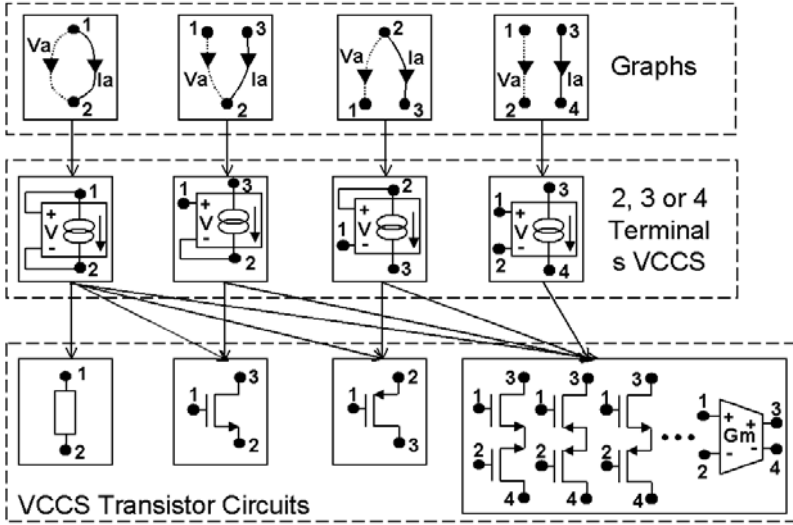 1 Va Ia 2
1 3 Va Ia 2
2 Va Ia 1 3
1 3 Va Ia 2 4
Graphs
1 + V - 2
1 3 + V - 2
2 + V 1 - 3
3 1 + V 2 - 4
2, 3 or 4
Terminal
s VCCS
1 2
3 1 2
2 1 3
3 1 2 4
3 1 2 4
3 1 2 4
1 + Gm + 3
2 - - 4
VCCS Transistor Circuits